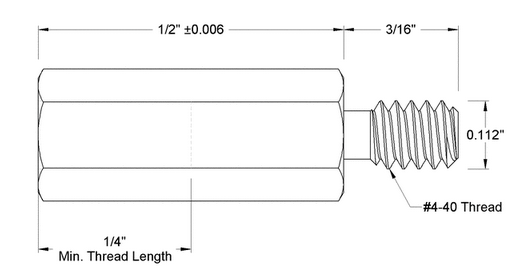 1/2" ±0.006
3/16"
0.112"
#4-40 Thread
1/4"
Min. Thread Length